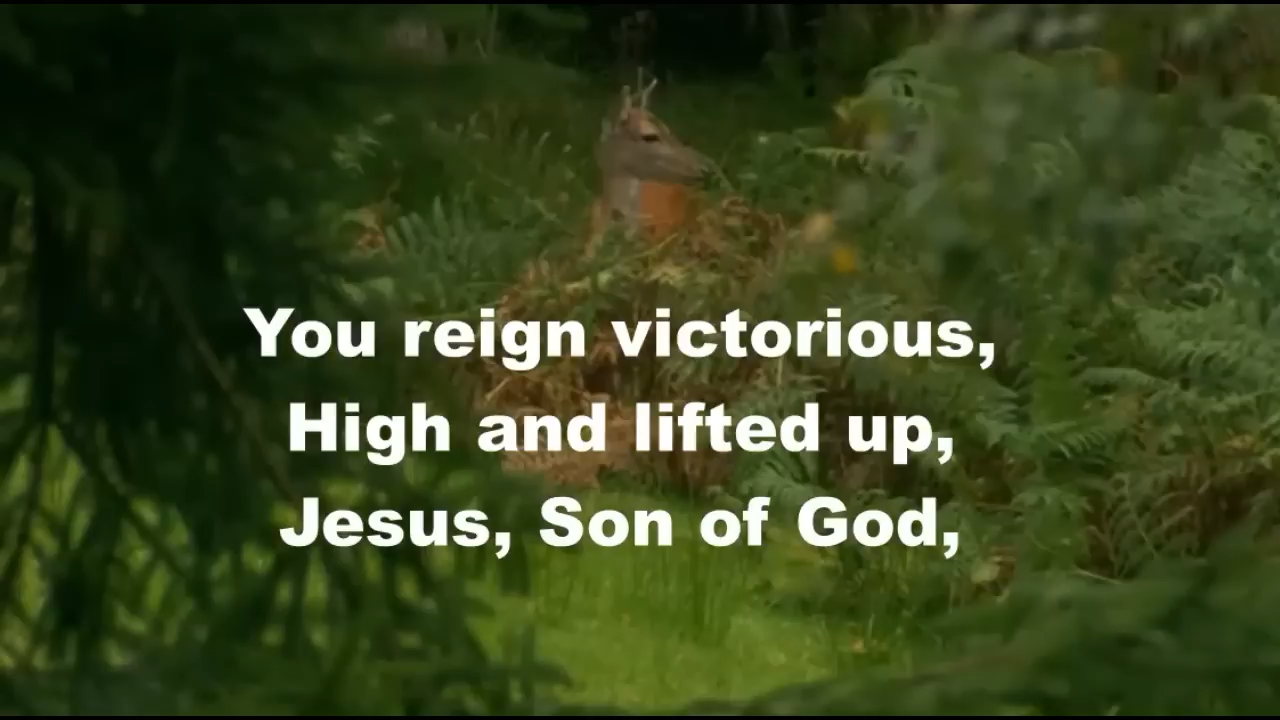 You reign victorious,
High and lifted up,
Jesus, Son of God,